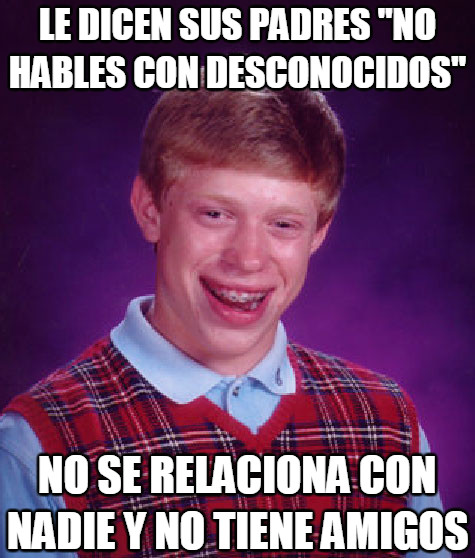 LE DICEN SUS PADRES "NO
HABLES CON DESCONOCIDOS"
NO SE RELACIONA CON
NADIE Y NO TIENE AMIGOS